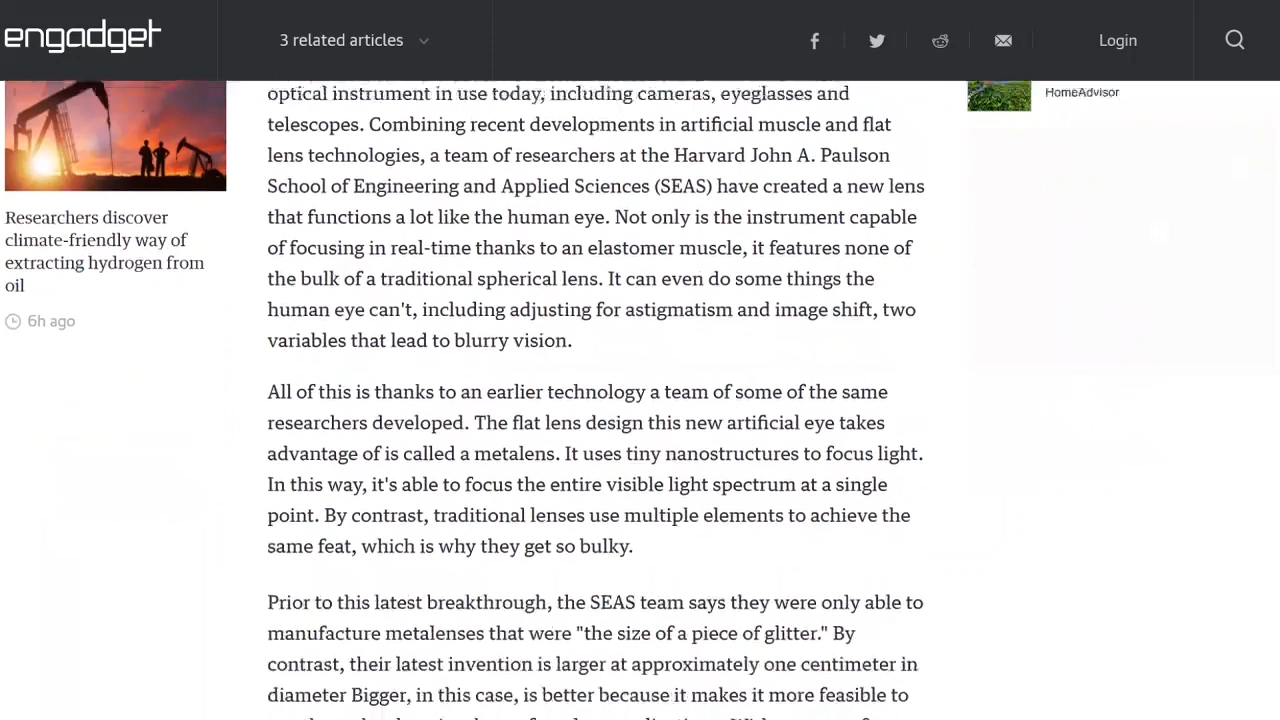 engadget
3 related articles
Login
optical instrument in use today, including cameras, eyeglasses and
telescopes. Combining recent developments in artificial muscle and flat
lens technologies, a team of researchers at the Harvard John A. Paulson
School of Engineering and Applied Sciences (SEAS) have created a new lens
that functions a lot like the human eye. Not only is the instrument capable
of focusing in real-time thanks to an elastomer muscle, it features none of
the bulk of a traditional spherical lens. It can even do some things the
human eye can't, including adjusting for astigmatism and image shift, two
variables that lead to blurry vision.
All of this is thanks to an earlier technology a team of some of the same
researchers developed. The flat lens design this new artificial eye takes
advantage of is called a metalens. It uses tiny nanostructures to focus light.
In this way, it's able to focus the entire visible light spectrum at a single
point. By contrast, traditional lenses use multiple elements to achieve the
same feat, which is why they get so bulky.
Prior to this latest breakthrough, the SEAS team says they were only able to
manufacture metalenses that were "the size of a piece of glitter." By
contrast, their latest invention is larger at approximately one centimeter in
diameter Bigger, in this case, is better because it makes it more feasible to
Researchers discover
climate-friendly way of
extracting hydrogen from
oil
6h ago
HomeAdvisor